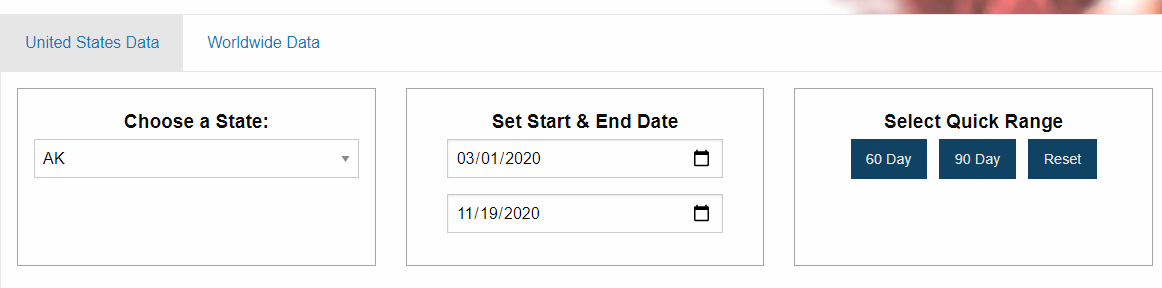 United States Data
Worldwide Data
Choose a State:
AK
Set Start & End Date
03/01/2020
11/19/2020
Select Quick Range
60 Day
90 Day
Reset